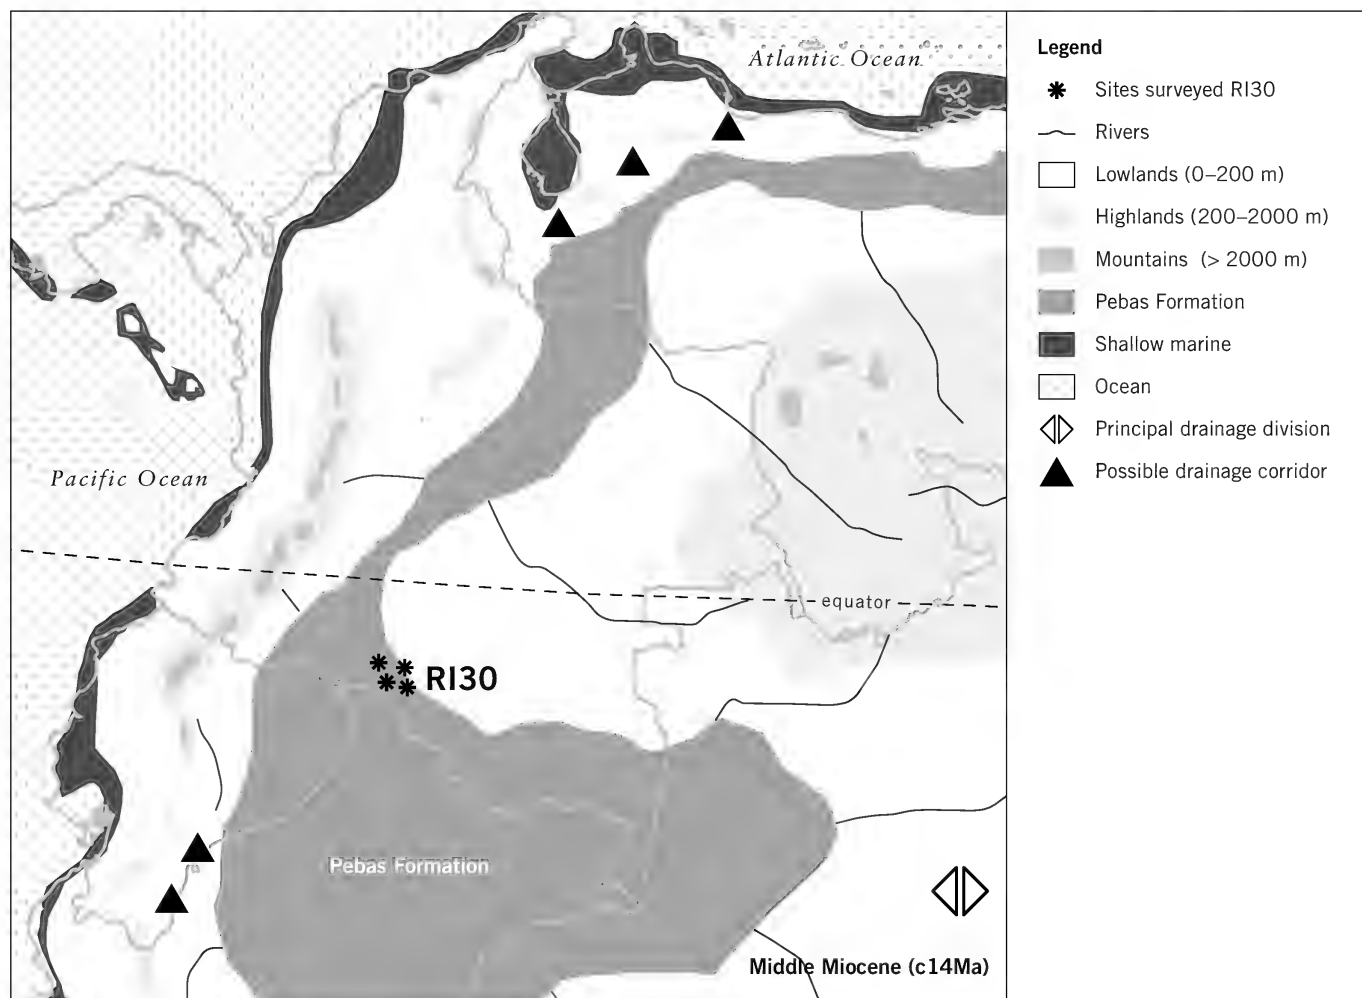 Atlantic Ocean
Pacific Ocean
equator
RI30
Pebas Formation
Middle Miocene (c14Ma)
Legend
Sites surveyed RI30
Rivers
Lowlands (0–200 m)
Highlands (200–2000 m)
Mountains (> 2000 m)
Pebas Formation
Shallow marine
Ocean
Principal drainage division
Possible drainage corridor